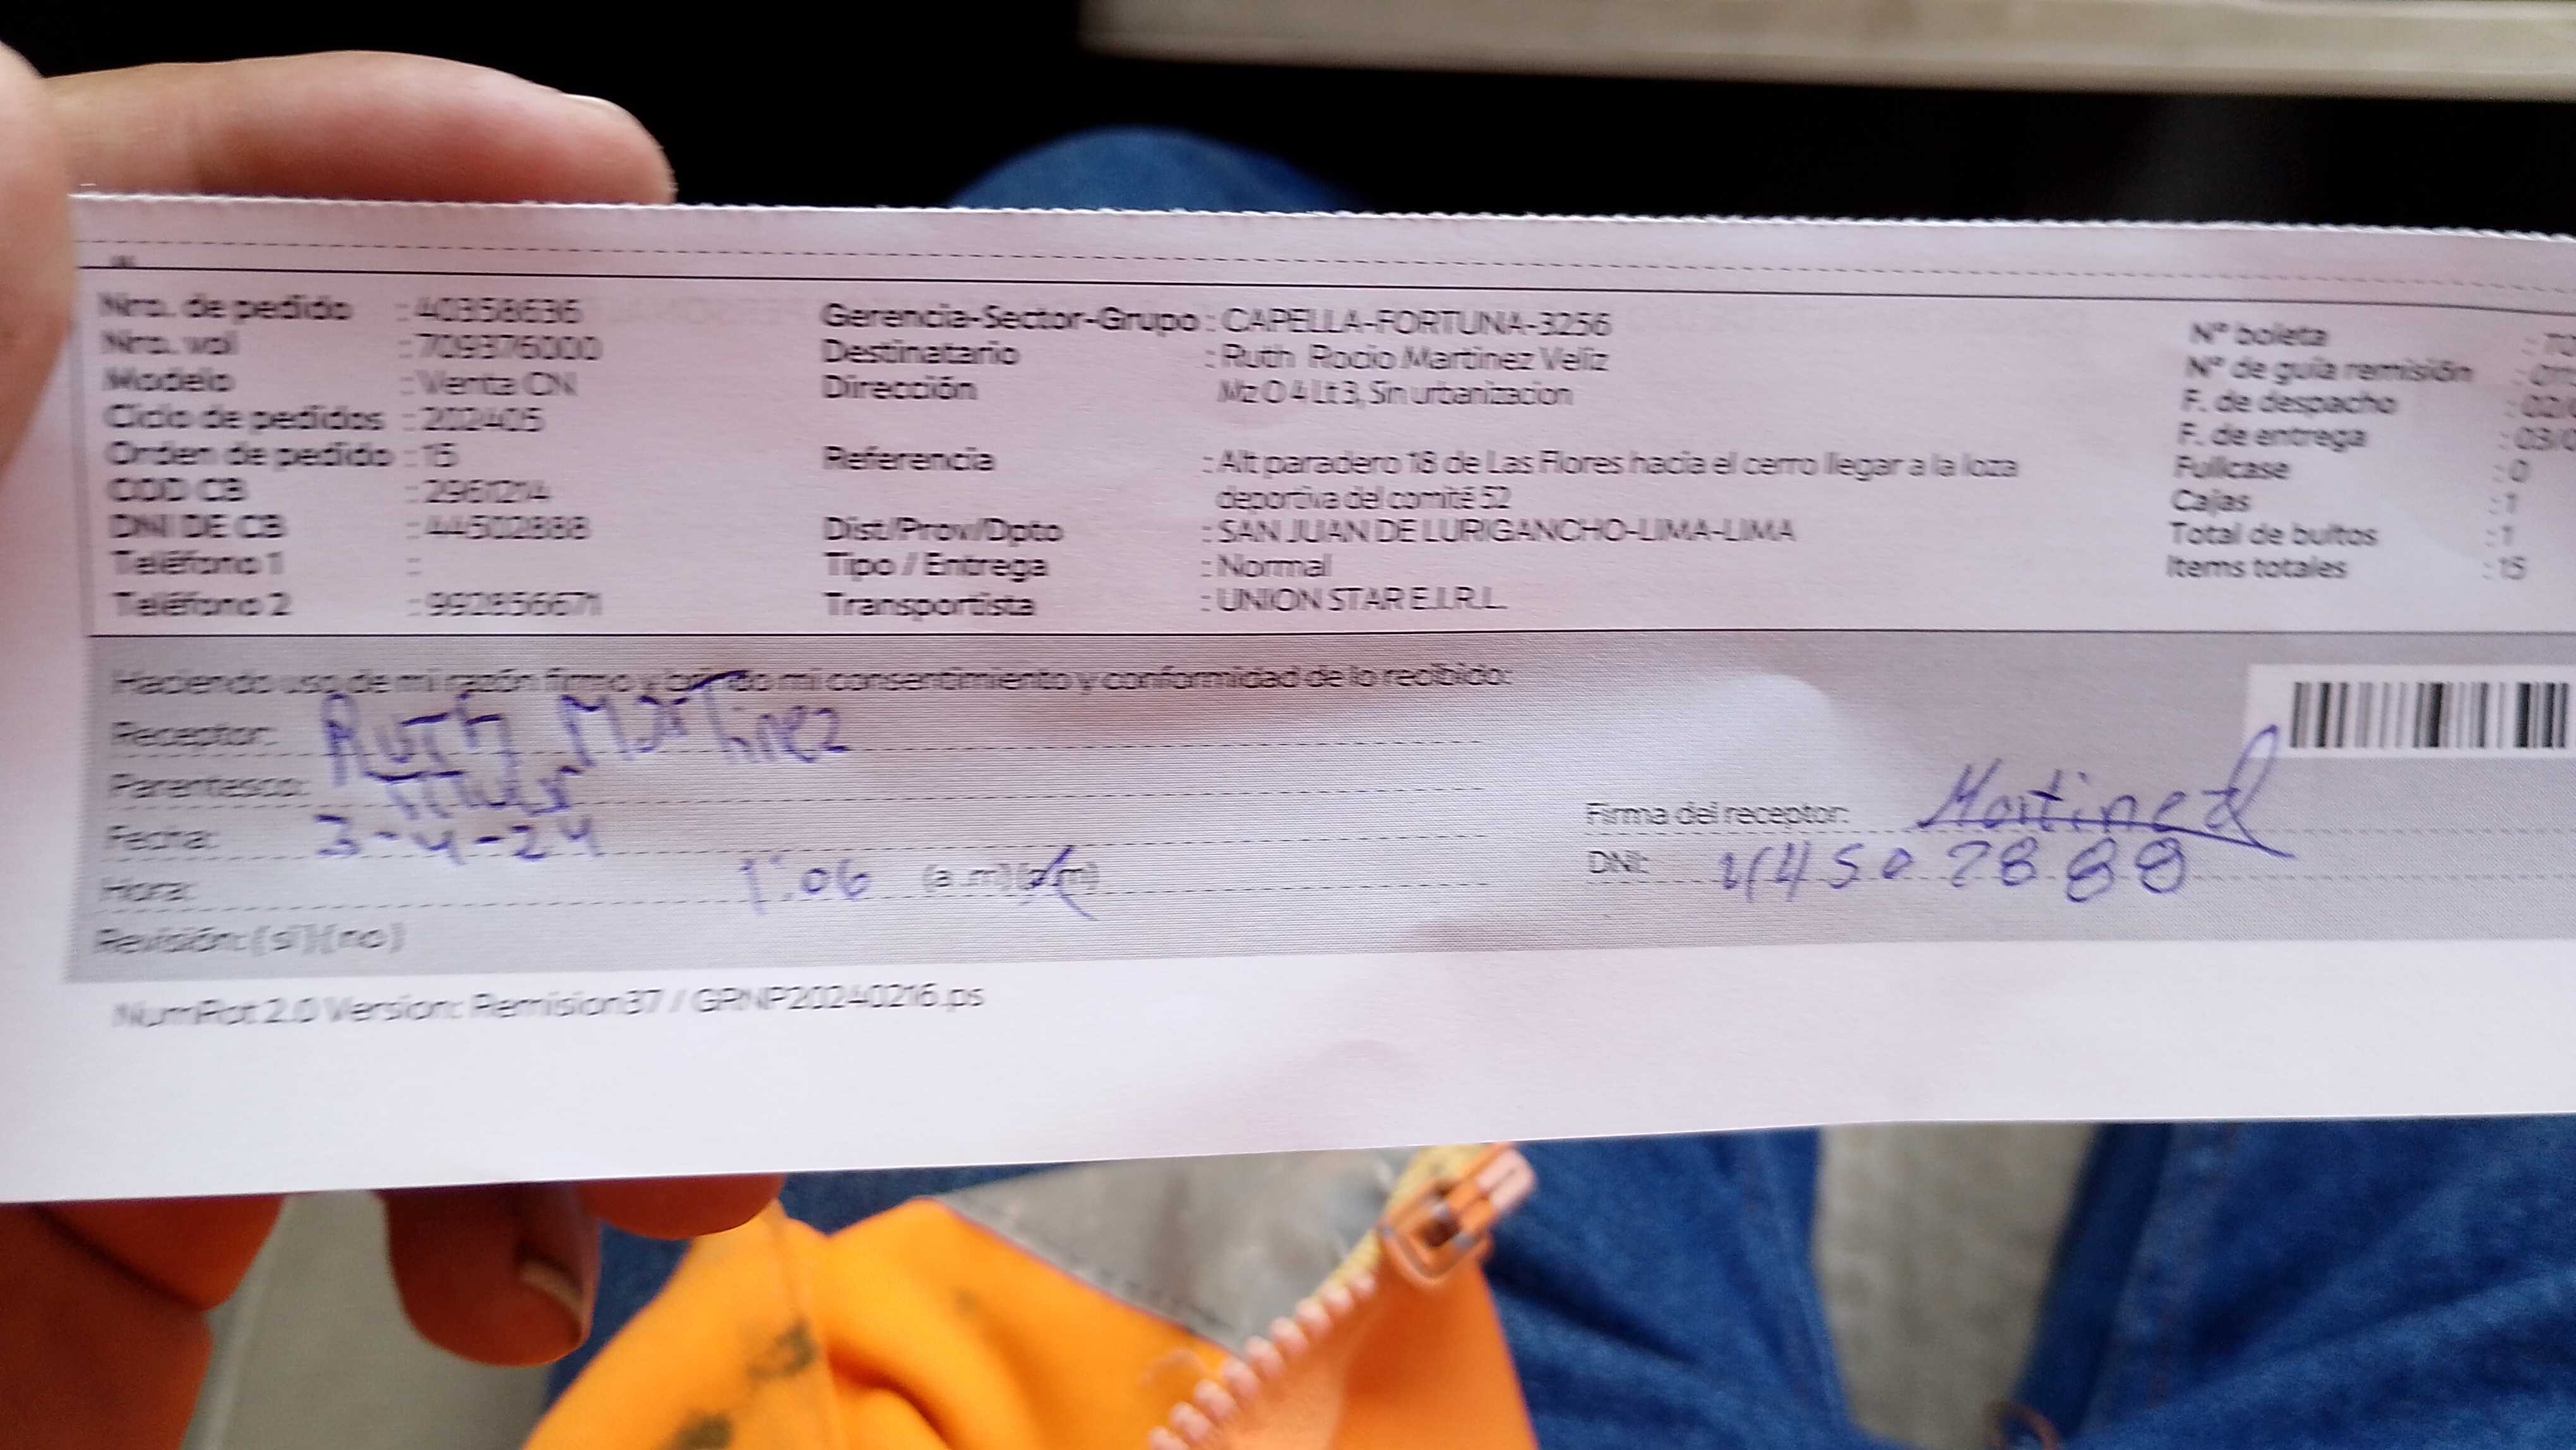 Nro. de pedido : 40358636
Nro. vol : 709376000
Modelo : Venta CN
Ciclo de pedidos : 202405
Orden de pedido : 15
COD CB : 2961214
DNI DE CB : 44502888
Teléfono 1 :
Teléfono 2 : 992856671
Gerencia-Sector-Grupo : CAPELLA-FORTUNA-3256
Destinatario : Ruth Rocio Martinez Veliz
Dirección Mz O 4 Lt 3, Sin urbanizacion
Referencia : Alt paradero 18 de Las Flores hacia el cerro llegar a la loza
deportiva del comité 52
Dist/Prov/Dpto : SAN JUAN DE LURIGANCHO-LIMA-LIMA
Tipo / Entrega : Normal
Transportista : UNION STAR E.I.R.L.
N° boleta : 70
N° de guía remisión :
F. de despacho : 02/
F. de entrega : 03/0
Fullcase : 0
Cajas : 1
Total de bultos : 1
Items totales : 15
Haciendo uso de mi razón firmo y brindo mi consentimiento y conformidad de lo recibido:
Receptor: Ruth Martinez
Parentesco: Titular
Fecha: 3-4-24
Hora: 1:06 (a.m)(p.m)
Revisión: (si)(no)
Firma del receptor: Martinez
DNI: 44502888
NumRot 2.0 Version: Remision37 / GRNP20240216.ps